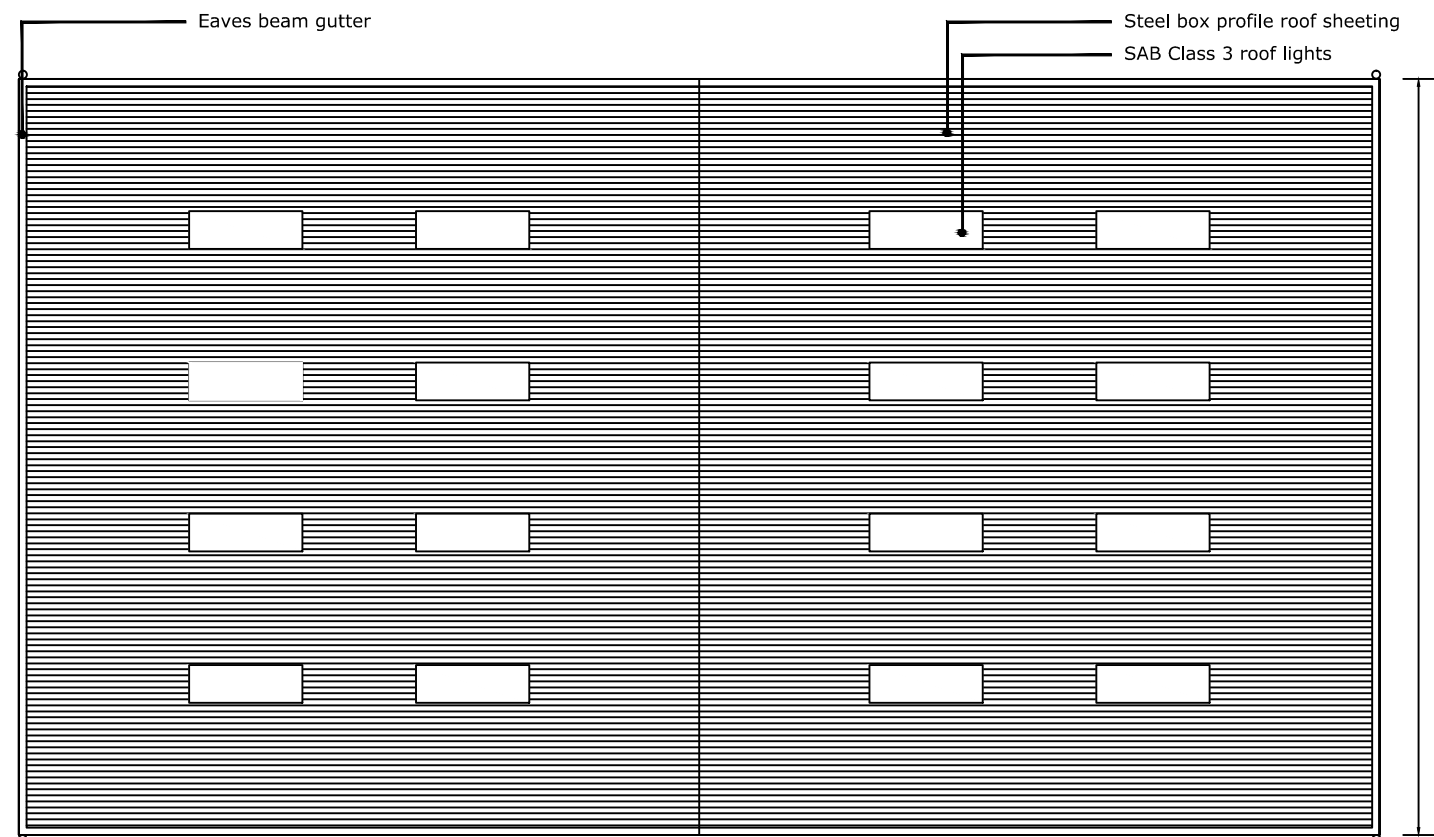 Eaves beam gutter
Steel box profile roof sheeting
SAB Class 3 roof lights